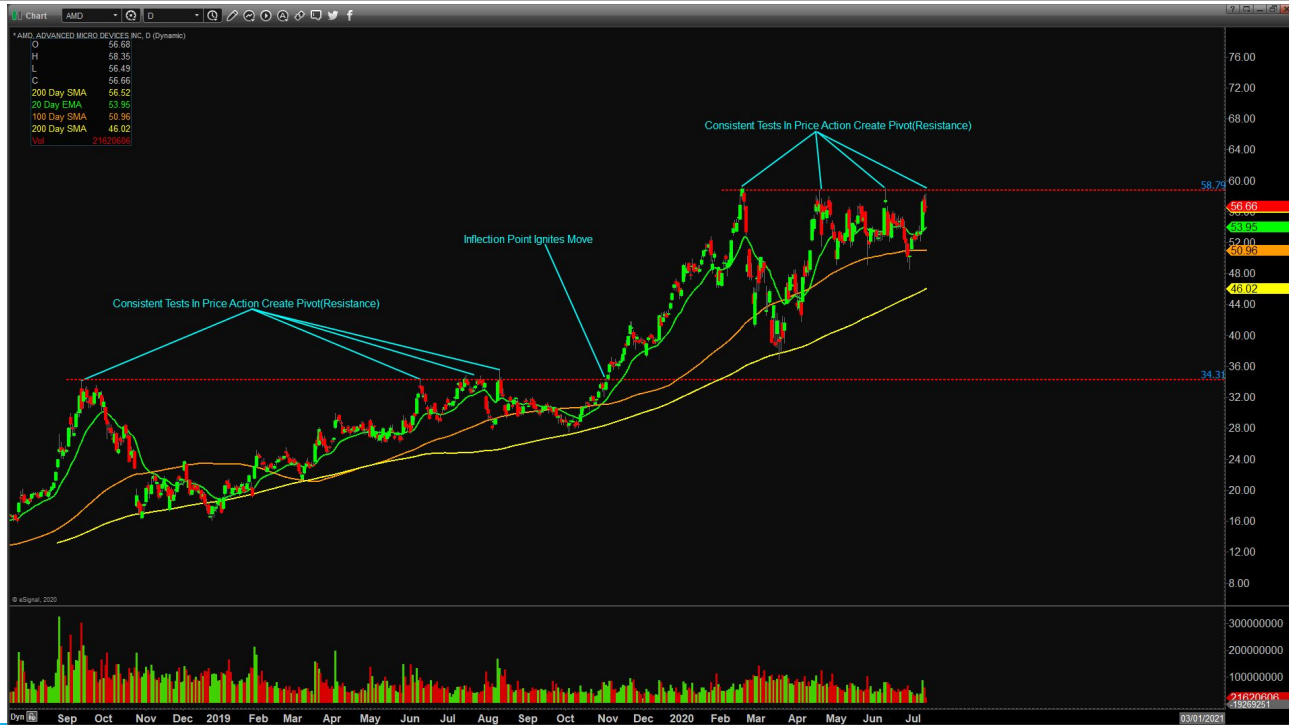 Chart AMD D
* AMD, ADVANCED MICRO DEVICES INC, D (Dynamic)
O 56.68
H 58.35
L 56.49
C 56.66
200 Day SMA 56.52
20 Day EMA 53.95
100 Day SMA 50.96
200 Day SMA 46.02
Vol 21620606
Consistent Tests In Price Action Create Pivot(Resistance)
Inflection Point Ignites Move
Consistent Tests In Price Action Create Pivot(Resistance)
76.00
72.00
68.00
64.00
60.00
58.79
56.66
53.95
52.00
50.96
48.00
46.02
44.00
40.00
36.00
34.31
32.00
28.00
24.00
20.00
16.00
12.00
8.00
© eSignal, 2020
300000000
200000000
100000000
21620606
-19269251
Dyn Sep Oct Nov Dec 2019 Feb Mar Apr May Jun Jul Aug Sep Oct Nov Dec 2020 Feb Mar Apr May Jun Jul 03/01/2021